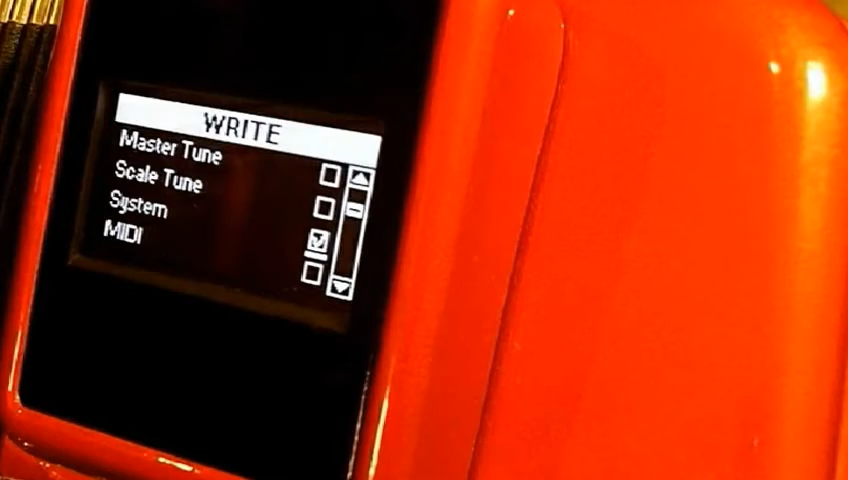 WRITE
Master Tune
Scale Tune
System
MIDI